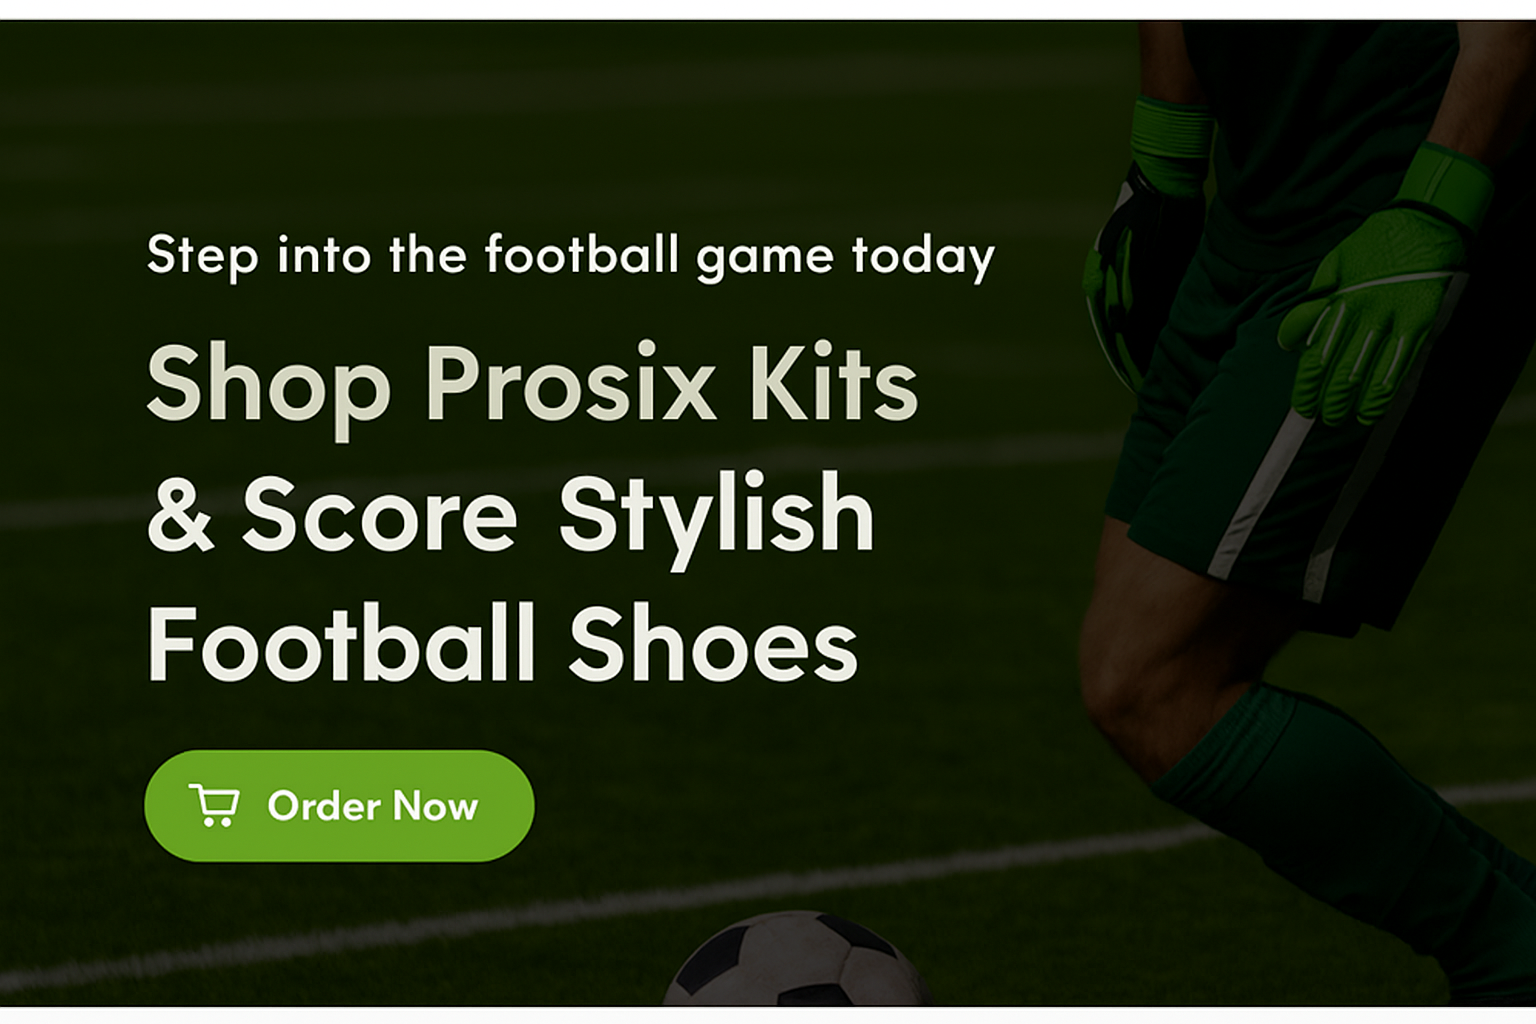 Step into the football game today
Shop Prosix Kits
& Score Stylish
Football Shoes
Order Now